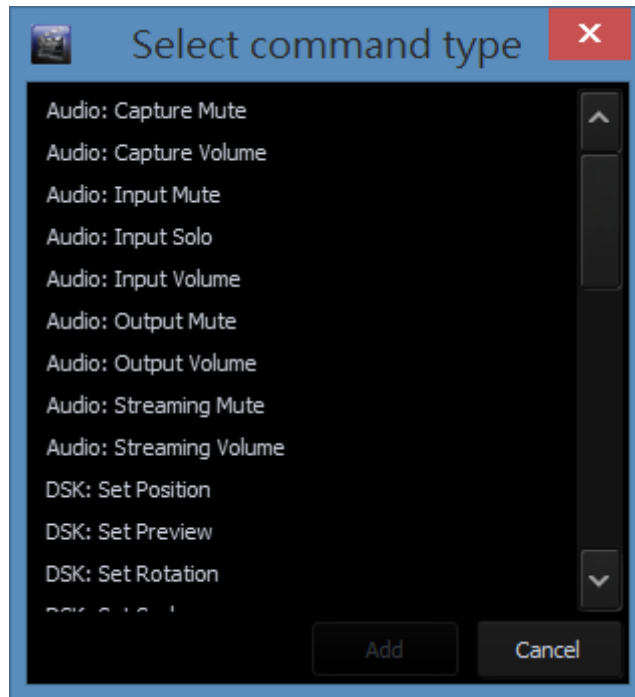 Select command type
Audio: Capture Mute
Audio: Capture Volume
Audio: Input Mute
Audio: Input Solo
Audio: Input Volume
Audio: Output Mute
Audio: Output Volume
Audio: Streaming Mute
Audio: Streaming Volume
DSK: Set Position
DSK: Set Preview
DSK: Set Rotation
DSK: Set
Add
Cancel